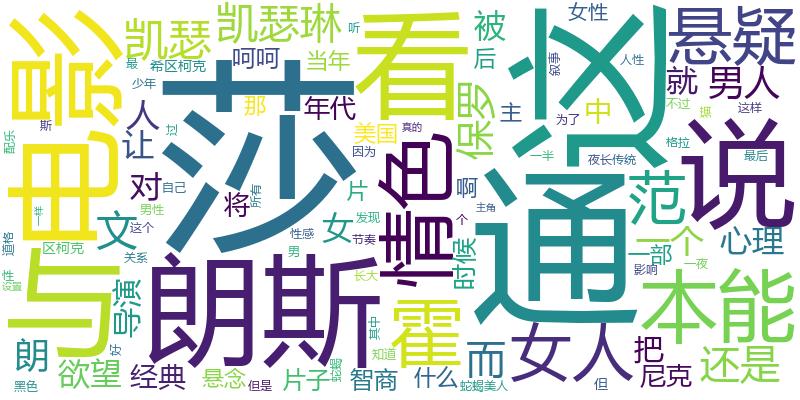 电影
凯瑟
凯瑟琳
呵呵
看
被
后
女性
叙事
这
人性
悬疑
就
男人
希区柯克
最
少年
当年
听
那
年代
莎
保罗
主
中
为了
不过
这样
说
斯
配乐
人
让
过
美国
真的
因为
情色
一半
夜长传统
格拉
最后
对
自己
所有
将
片
啊
通
范
一样
男性
文
这个
女
发现
个
主角
一个
心理
与
道格
区柯克
关系
性感
男
节奏
时候
一部
影响
一夜
朗斯
长大
本能
设置
导演
好
其中
霍
而
女人
把
还是
朗
欲望
知道
黑色
经典
悬念
但是
片子
蛇蝎
智商
什么
蛇蝎美人
但
尼克